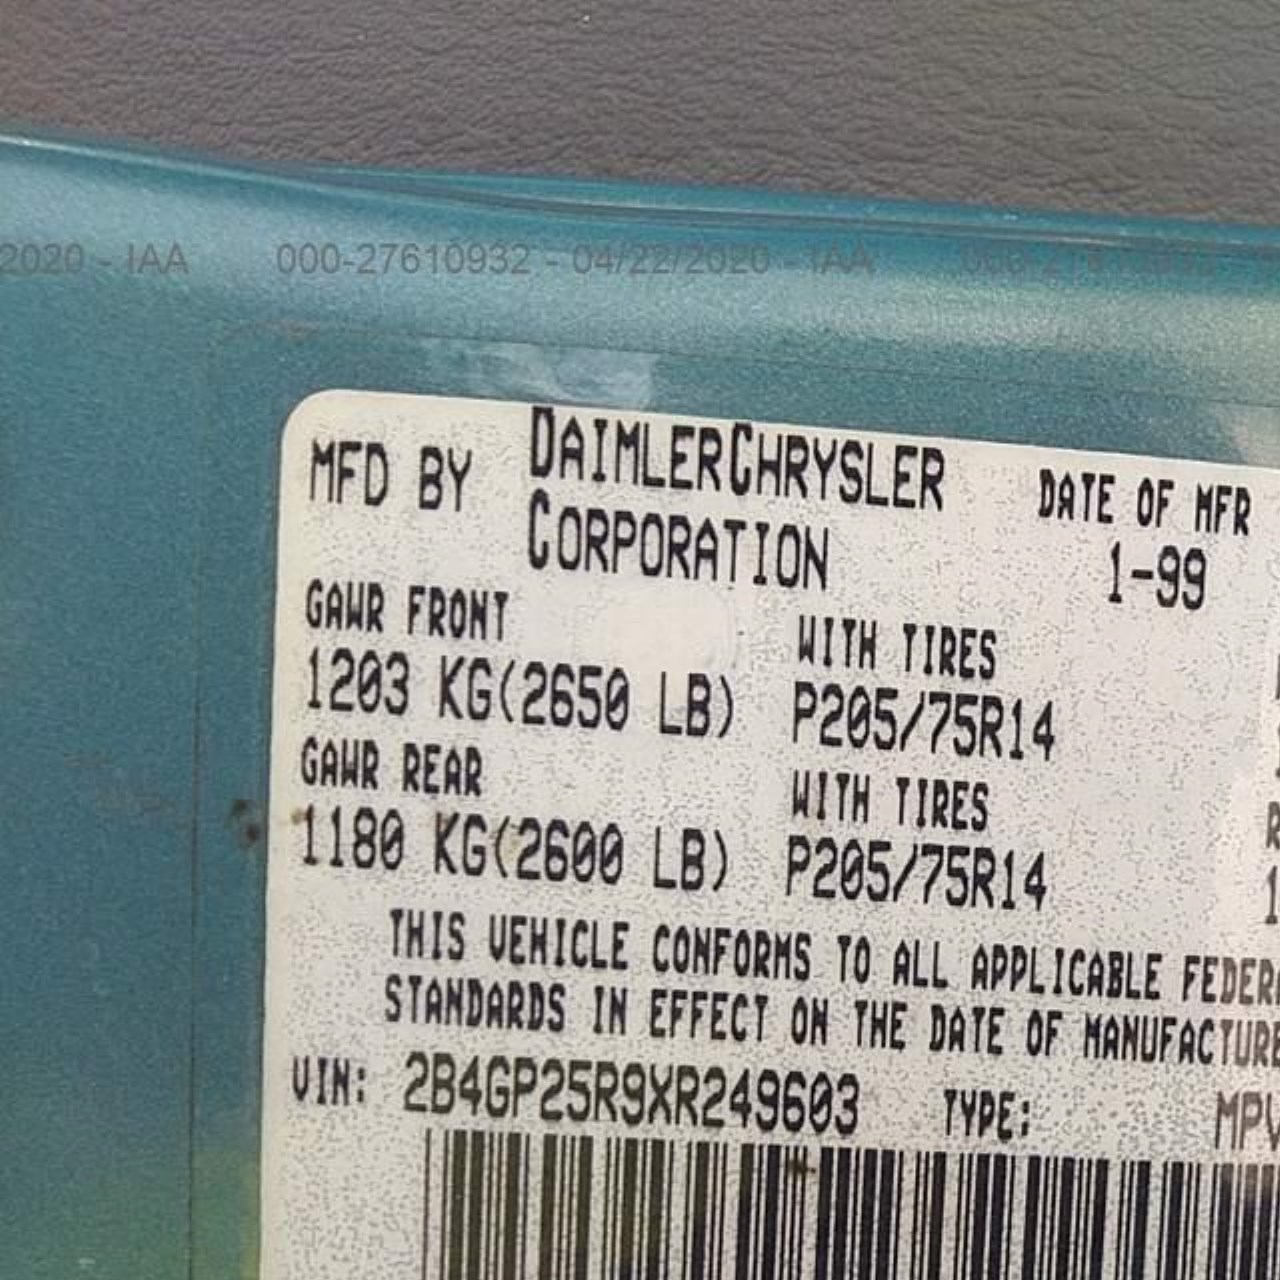 2020 - IAA 000-27610932 - 04/22/2020 - IAA
MFD BY DAIMLERCHRYSLER CORPORATION DATE OF MFR
1-99
GAWR FRONT WITH TIRES
1203 KG(2650 LB) P205/75R14
GAWR REAR WITH TIRES
1180 KG(2600 LB) P205/75R14
THIS VEHICLE CONFORMS TO ALL APPLICABLE FEDER
STANDARDS IN EFFECT ON THE DATE OF MANUFACTURE
VIN: 2B4GP25R9XR249603 TYPE: MPV